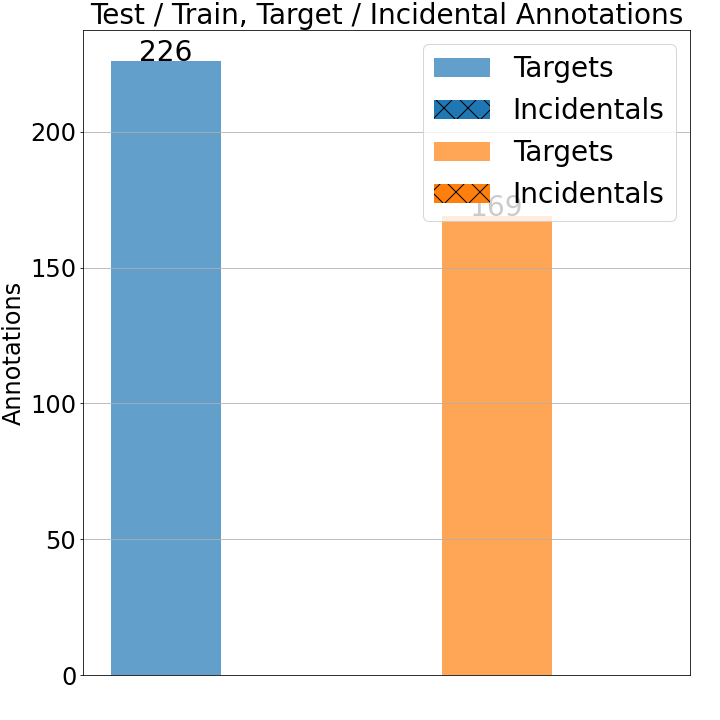 Test / Train, Target / Incidental Annotations
226
Targets
Incidentals
Targets
Incidentals
169
200
150
100
50
0
Annotations